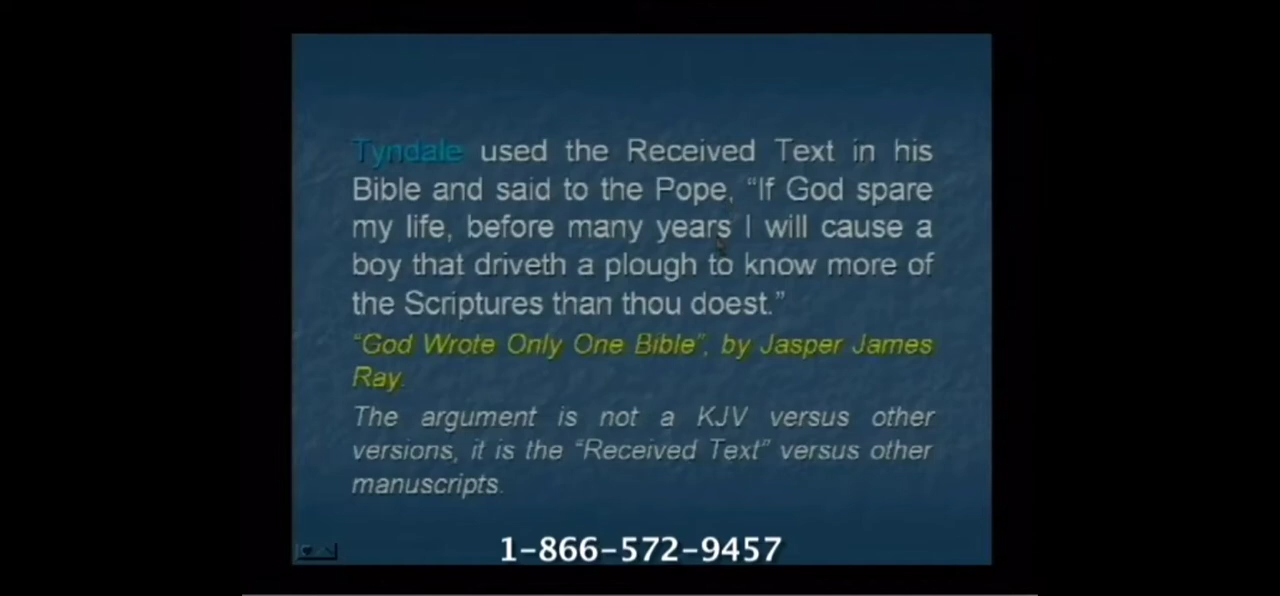 Tyndale used the Received Text in his
Bible and said to the Pope, “If God spare
my life, before many years I will cause a
boy that driveth a plough to know more of
the Scriptures than thou doest.”
“God Wrote Only One Bible”, by Jasper James
Ray.
The argument is not a KJV versus other
versions, it is the “Received Text” versus other
manuscripts.
1-866-572-9457